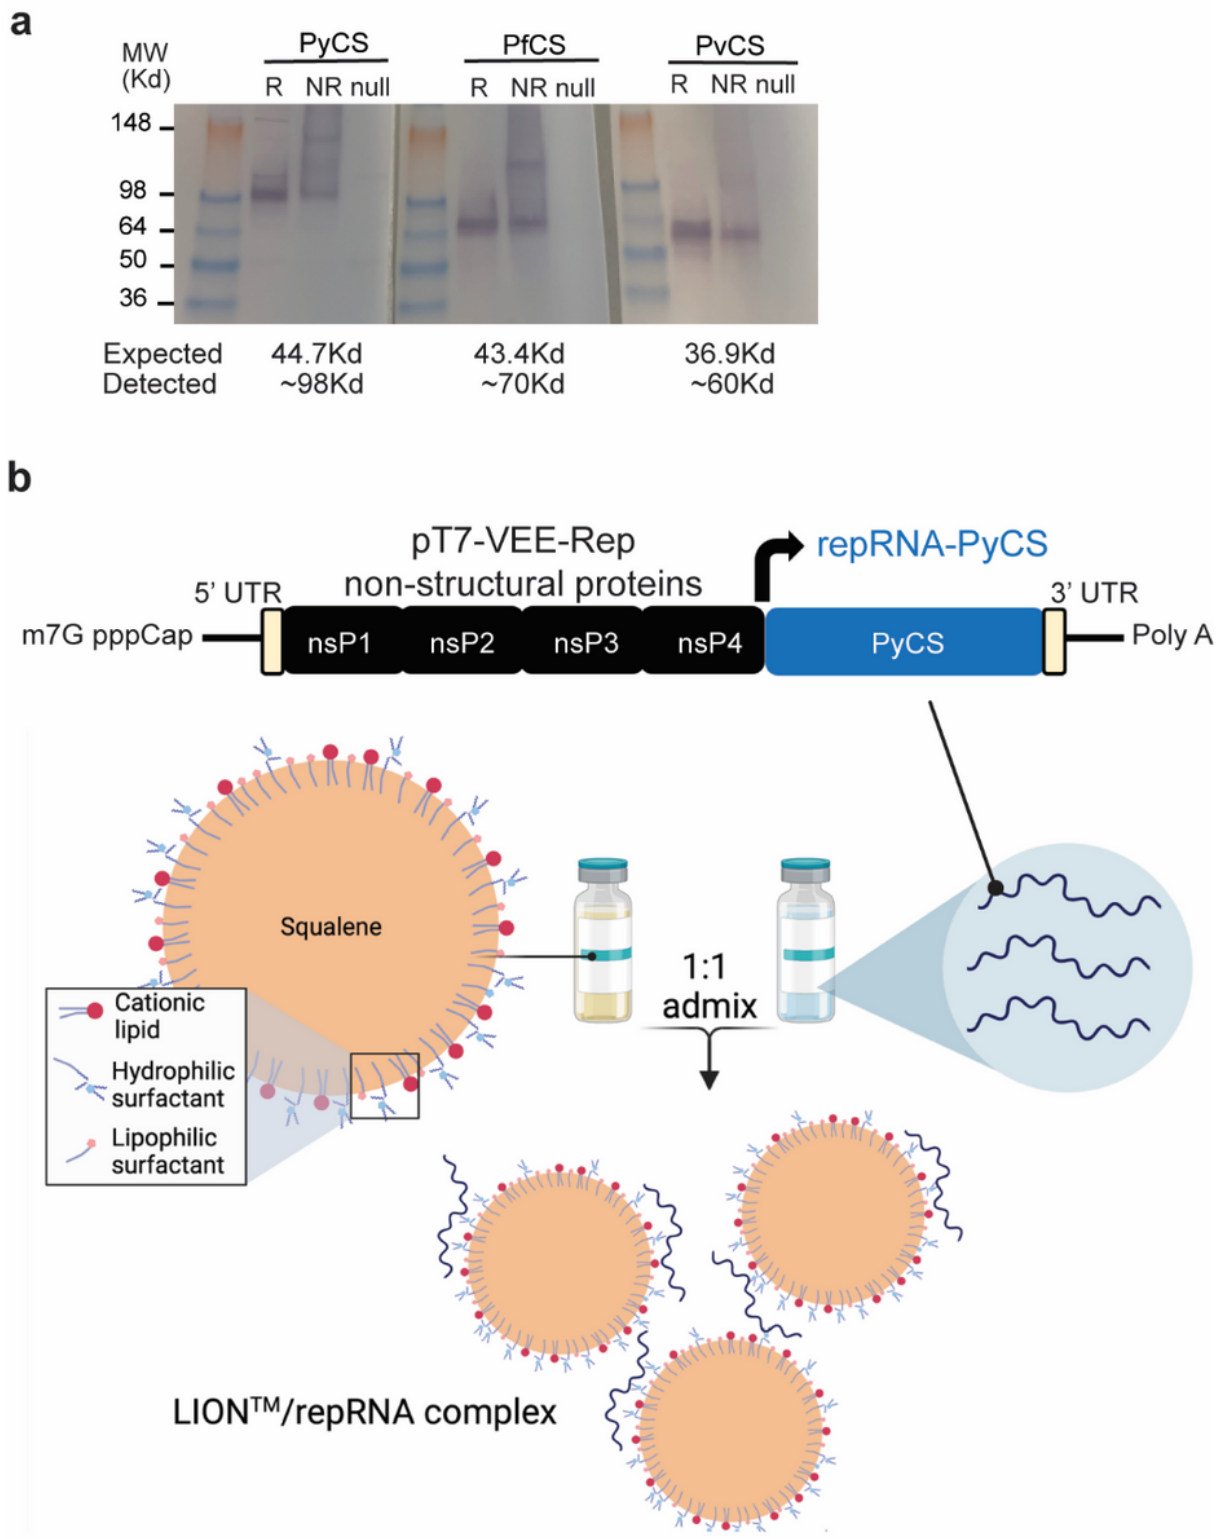 a
MW
(Kd)
PyCS
PfCS
PvCS
R NR null
R NR null
R NR null
148
98
64
50
36
Expected 44.7Kd 43.4Kd 36.9Kd
Detected ~98Kd ~70Kd ~60Kd
b
pT7-VEE-Rep
non-structural proteins
repRNA-PyCS
5' UTR
3' UTR
m7G pppCap
nsP1 nsP2 nsP3 nsP4 PyCS
Poly A
Squalene
1:1
admix
Cationic
lipid
Hydrophilic
surfactant
Lipophilic
surfactant
LION™/repRNA complex